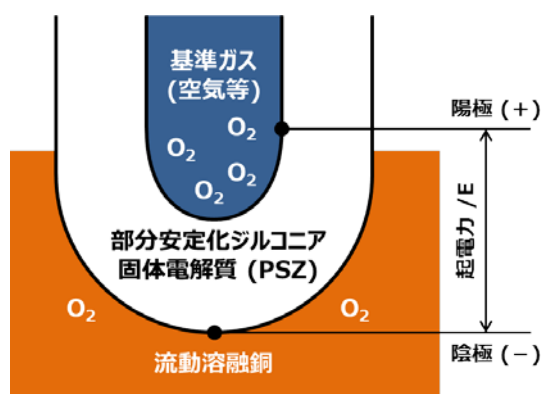 基準ガス
(空気等)
O2
O2
O2
O2
部分安定化ジルコニア
固体電解質 (PSZ)
O2
O2
流動溶融銅
陽極 (+)
起電力 /E
陰極 (−)